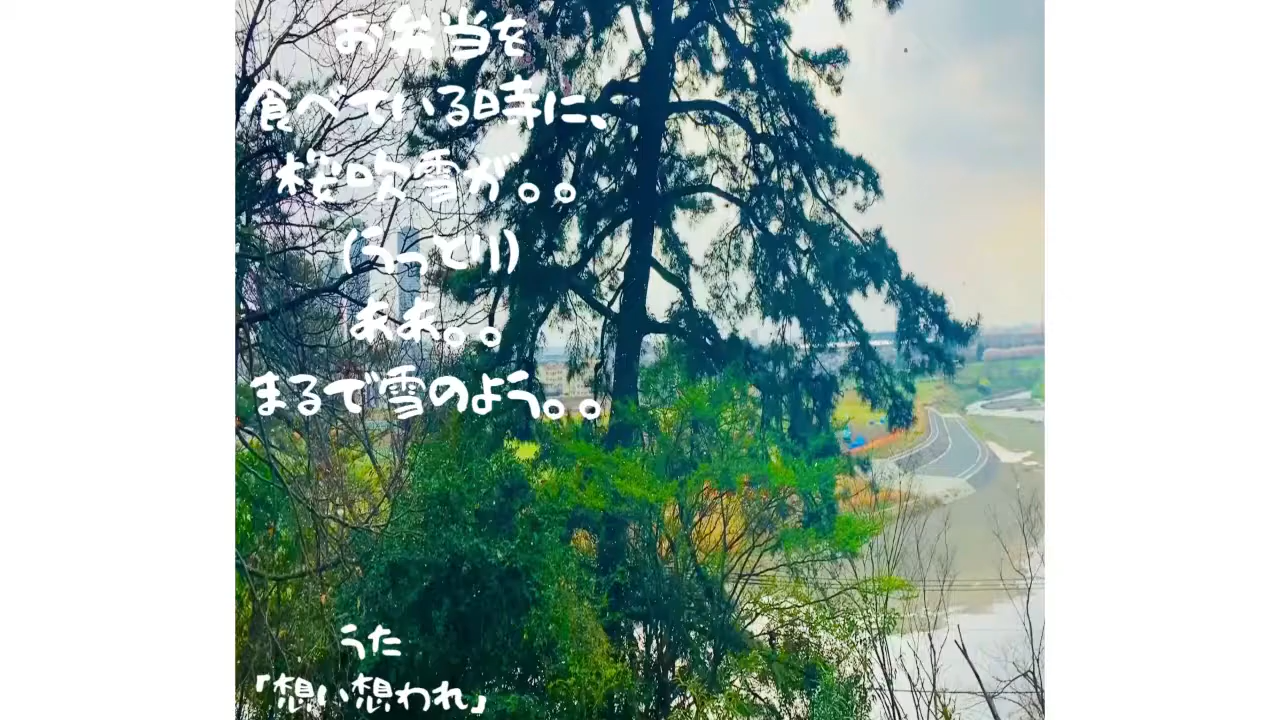 お弁当を
食べている時に、
桜吹雪が。。
(うっとり)
ああ。。
まるで雪のよう。。
うた
「想い想われ」